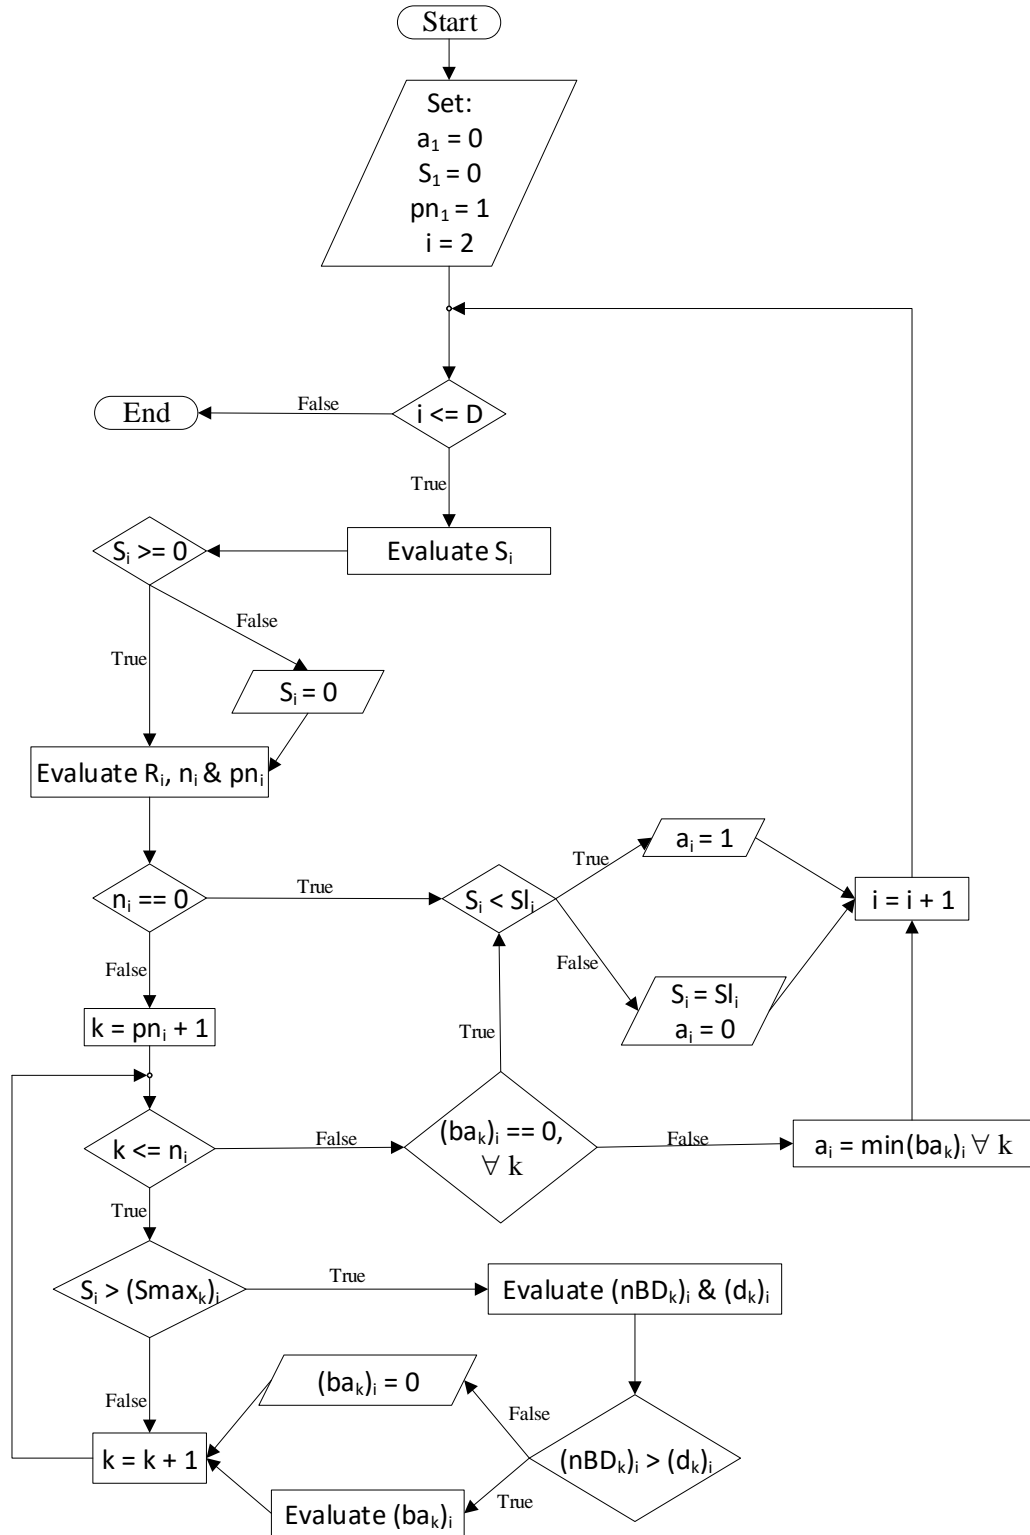 Start
Set:
a₁ = 0
S₁ = 0
pn₁ = 1
i = 2
i <= D
False
End
True
Evaluate Sᵢ
Sᵢ >= 0
False
True
Sᵢ = 0
Evaluate Rᵢ, nᵢ & pnᵢ
nᵢ == 0
True
Sᵢ < Slᵢ
True
aᵢ = 1
i = i + 1
False
Sᵢ = Slᵢ
aᵢ = 0
False
k = pnᵢ + 1
True
k <= nᵢ
False
(baₖ)ᵢ == 0,
∀ k
False
aᵢ = min(baₖ)ᵢ ∀ k
True
Sᵢ > (Smaxₖ)ᵢ
True
Evaluate (nBDₖ)ᵢ & (dₖ)ᵢ
(baₖ)ᵢ = 0
False
False
k = k + 1
(nBDₖ)ᵢ > (dₖ)ᵢ
True
Evaluate (baₖ)ᵢ